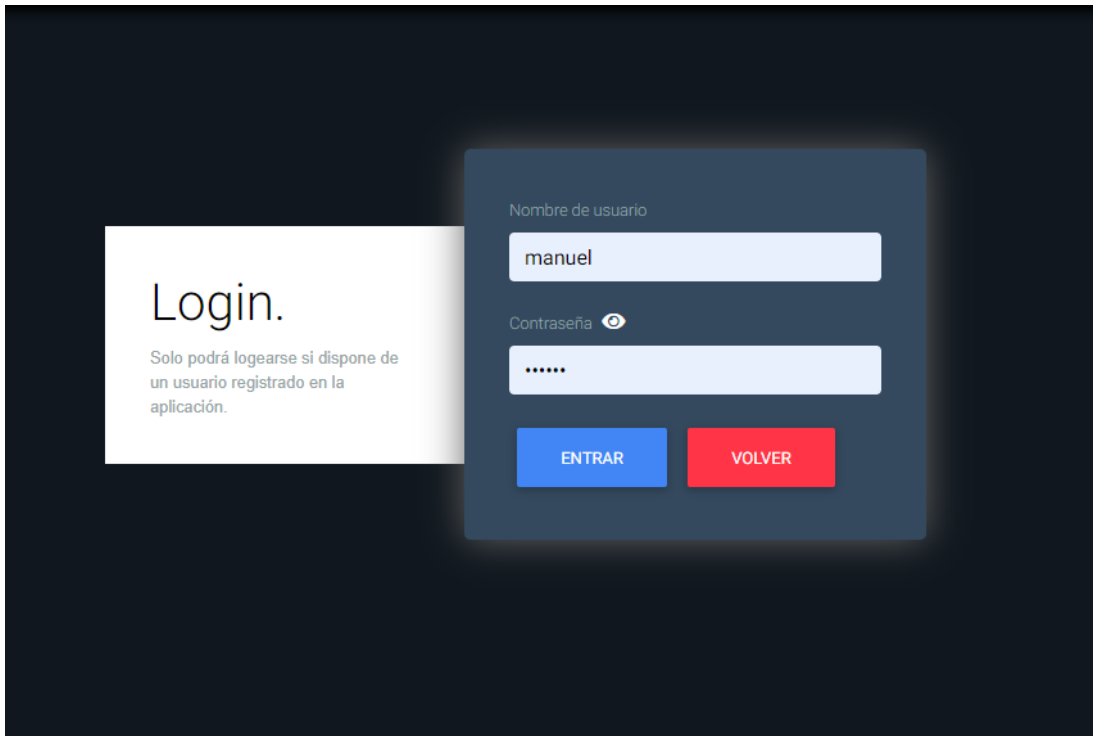 Login.
Solo podrá logearse si dispone de
un usuario registrado en la
aplicación.
Nombre de usuario
manuel
Contraseña
••••••
ENTRAR
VOLVER